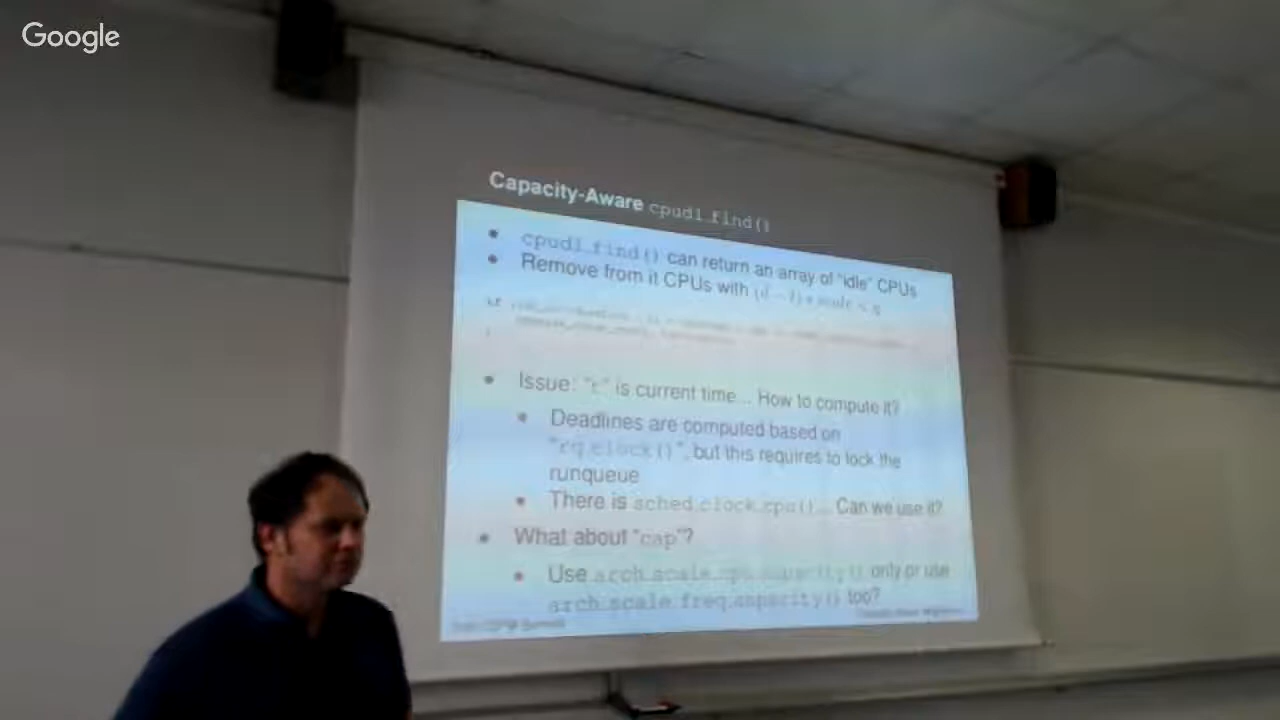 Google
Capacity-Aware cpudl_find()
• cpudl_find() can return an array of "idle" CPUs
• Remove from it CPUs with
• Issue: "t" is current time... How to compute it?
• Deadlines are computed based on
"rq_clock()", but this requires to lock the
runqueue
• There is sched_clock_cpu()... Can we use it?
• What about "cap"?
• Use arch_scale_cpu_capacity() only or use
arch_scale_freq_capacity() too?